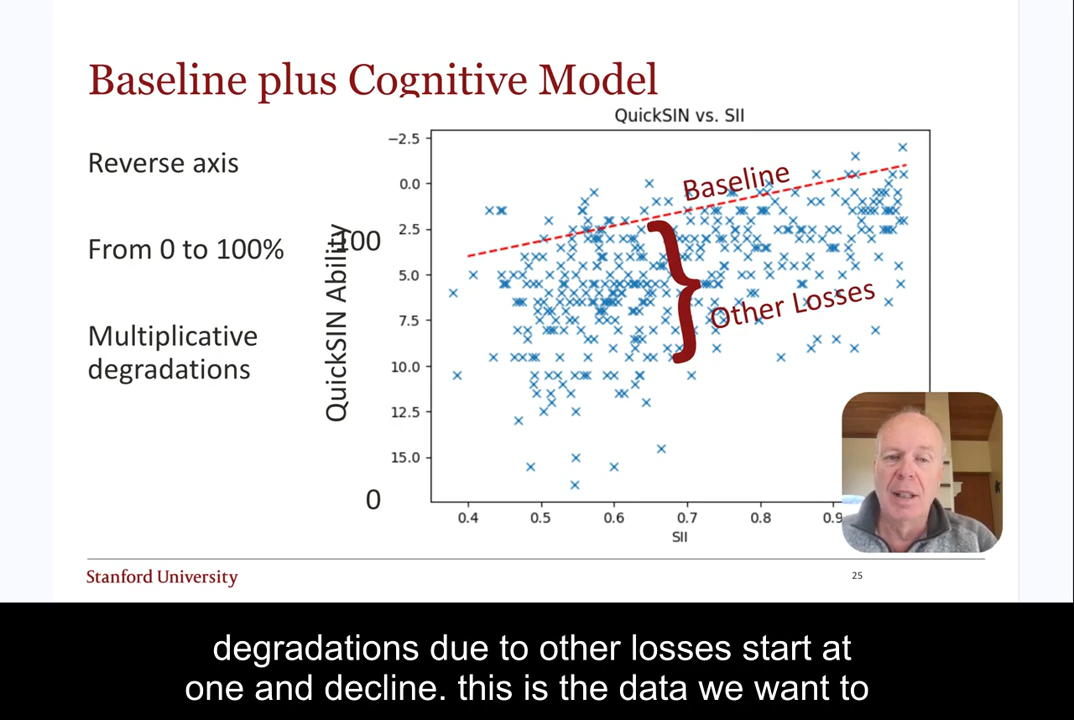 Baseline plus Cognitive Model
Reverse axis
From 0 to 100%
Multiplicative
degradations
QuickSIN vs. SII
QuickSIN Ability
100
0
−2.5
0.0
2.5
5.0
7.5
10.0
12.5
15.0
Baseline
Other Losses
0.4
0.5
0.6
0.7
0.8
0.9
SII
Stanford University
25
degradations due to other losses start at
one and decline. this is the data we want to